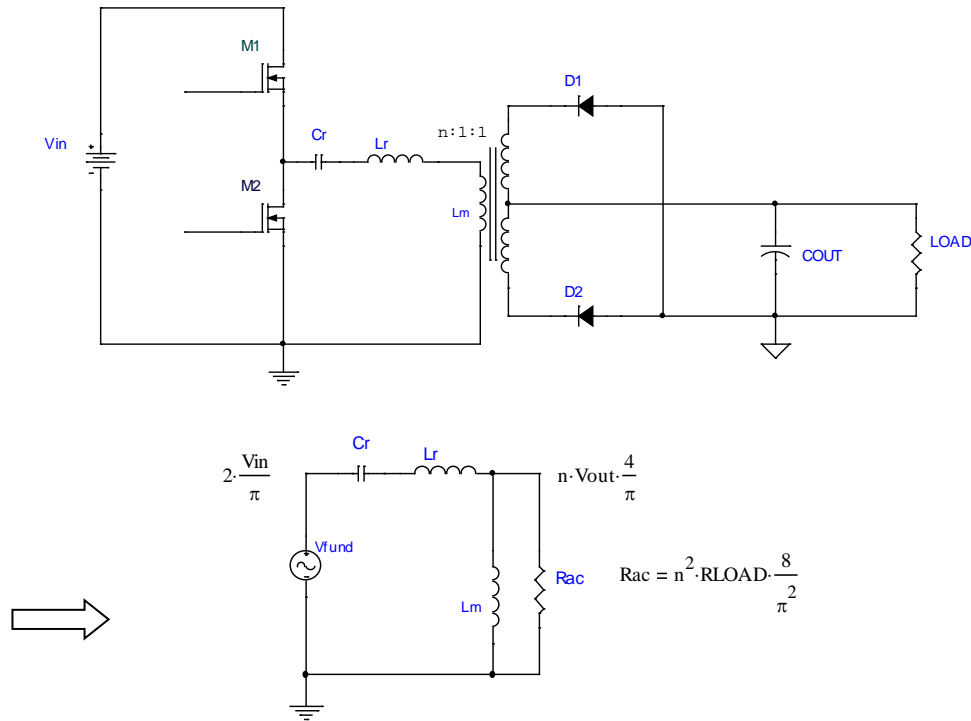 M1
D1
n:1:1
Cr
Lr
Vin
+
-
M2
Lm
COUT
LOAD
D2
Cr
Lr
2·Vin/π
n·Vout·4/π
+
Vfund
-
Lm
Rac
Rac = n²·RLOAD·8/π²